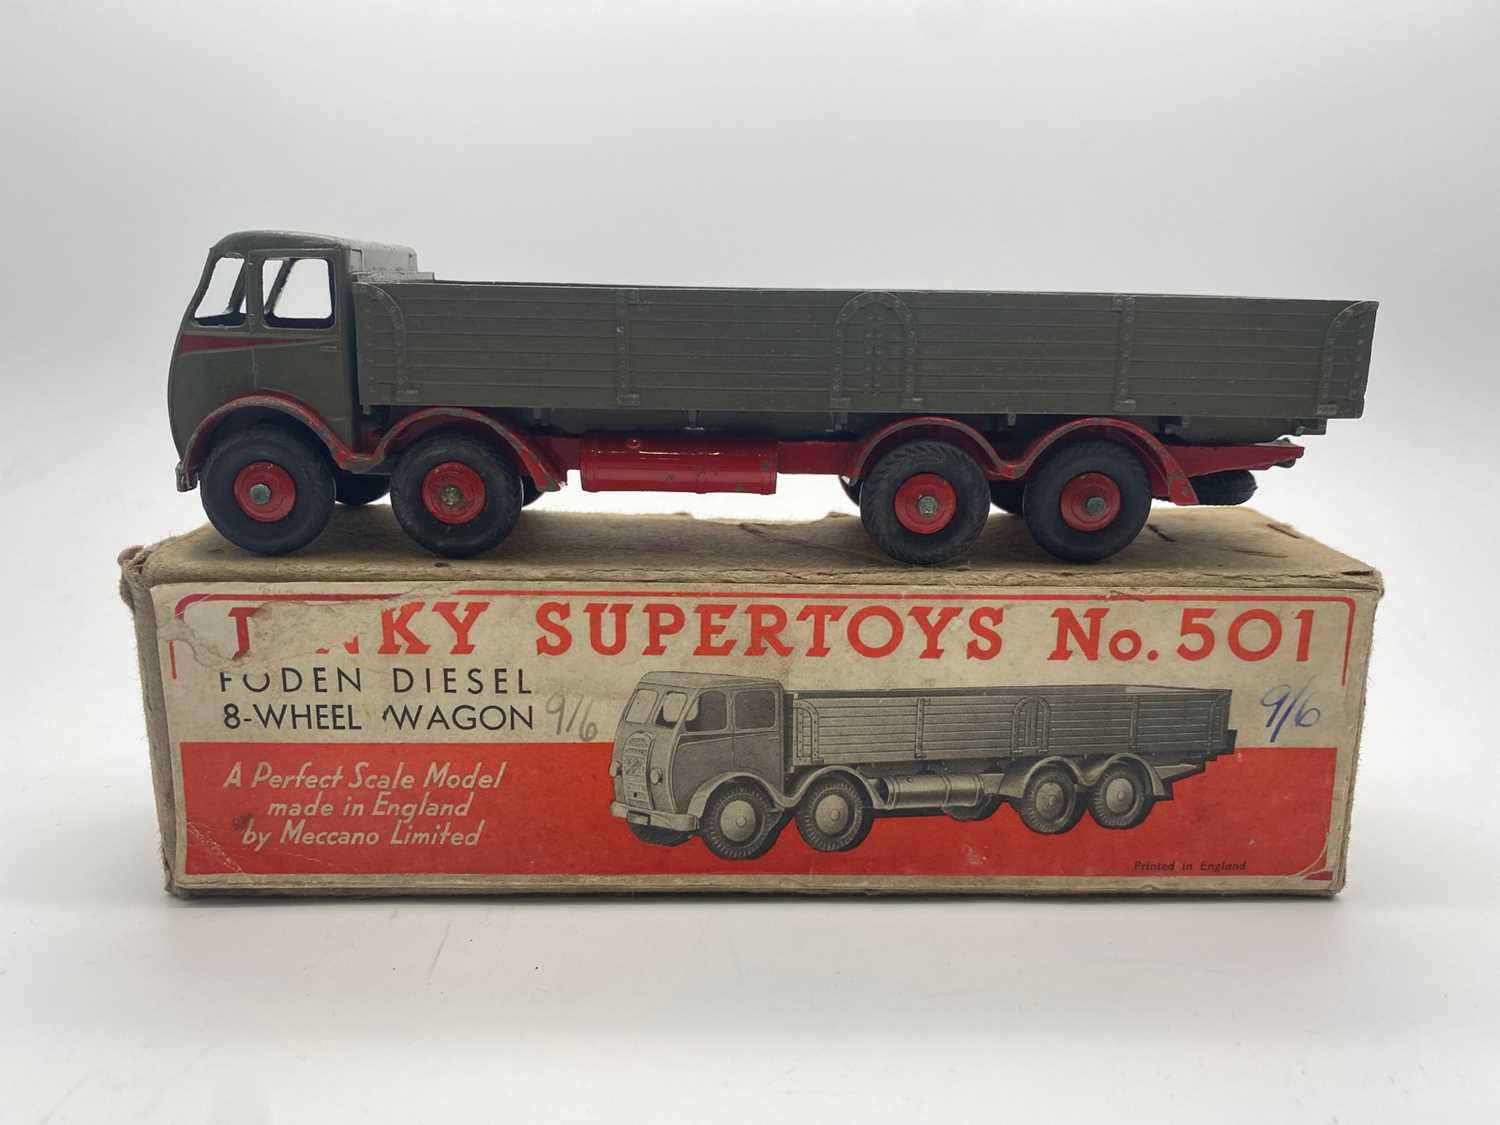 DINKY SUPERTOYS No. 501
FODEN DIESEL
8-WHEEL WAGON 9/6 9/6
A Perfect Scale Model
made in England
by Meccano Limited
Printed in England